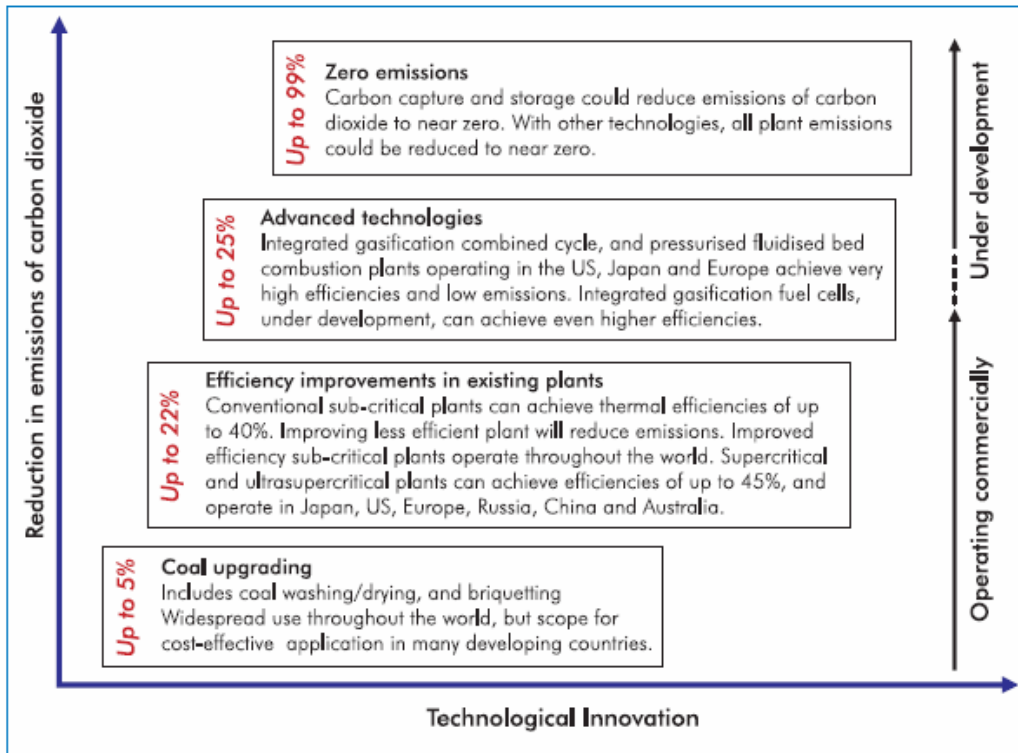 Reduction in emissions of carbon dioxide
Up to 99%
Zero emissions
Carbon capture and storage could reduce emissions of carbon
dioxide to near zero. With other technologies, all plant emissions
could be reduced to near zero.
Up to 25%
Advanced technologies
Integrated gasification combined cycle, and pressurised fluidised bed
combustion plants operating in the US, Japan and Europe achieve very
high efficiencies and low emissions. Integrated gasification fuel cells,
under development, can achieve even higher efficiencies.
Up to 22%
Efficiency improvements in existing plants
Conventional sub-critical plants can achieve thermal efficiencies of up
to 40%. Improving less efficient plant will reduce emissions. Improved
efficiency sub-critical plants operate throughout the world. Supercritical
and ultrasupercritical plants can achieve efficiencies of up to 45%, and
operate in Japan, US, Europe, Russia, China and Australia.
Up to 5%
Coal upgrading
Includes coal washing/drying, and briquetting
Widespread use throughout the world, but scope for
cost-effective application in many developing countries.
Under development
Operating commercially
Technological Innovation